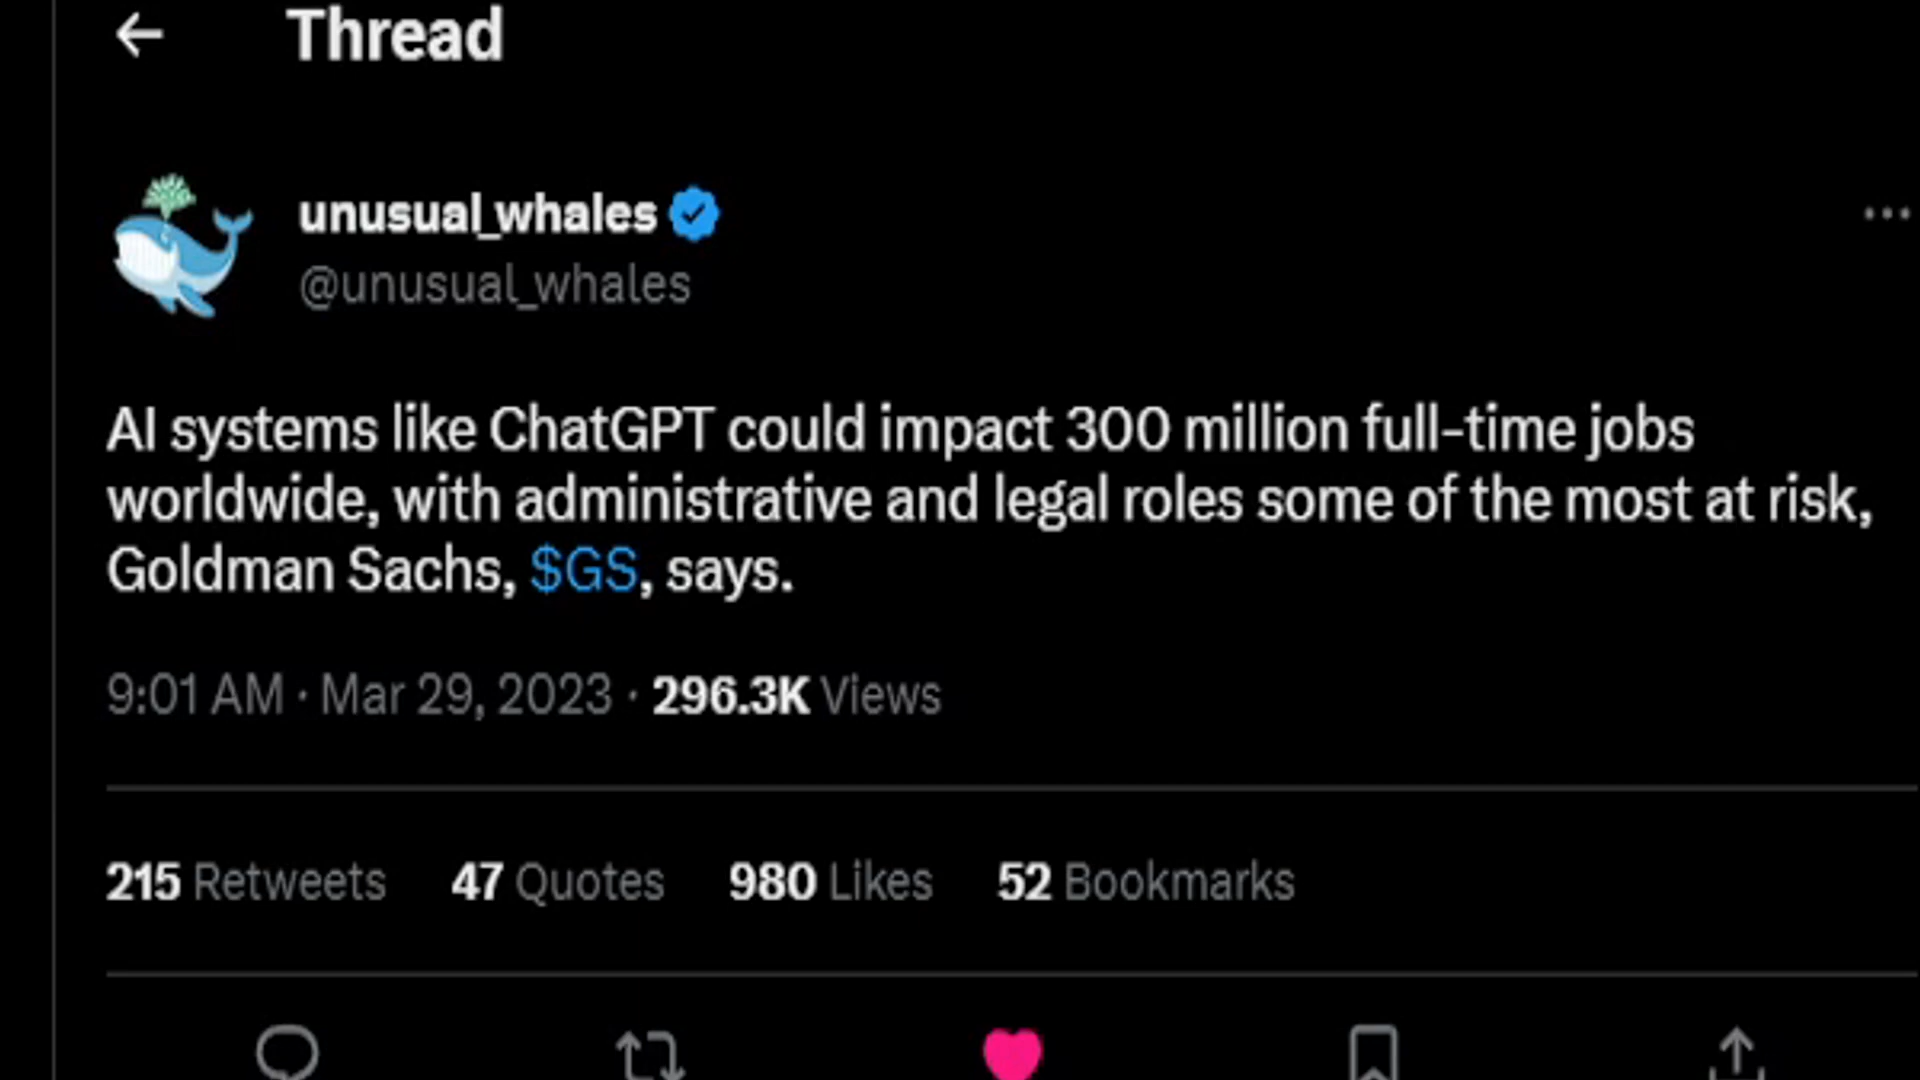 Thread
unusual_whales
@unusual_whales
AI systems like ChatGPT could impact 300 million full-time jobs
worldwide, with administrative and legal roles some of the most at risk,
Goldman Sachs, $GS, says.
9:01 AM · Mar 29, 2023 · 296.3K Views
215 Retweets 47 Quotes 980 Likes 52 Bookmarks